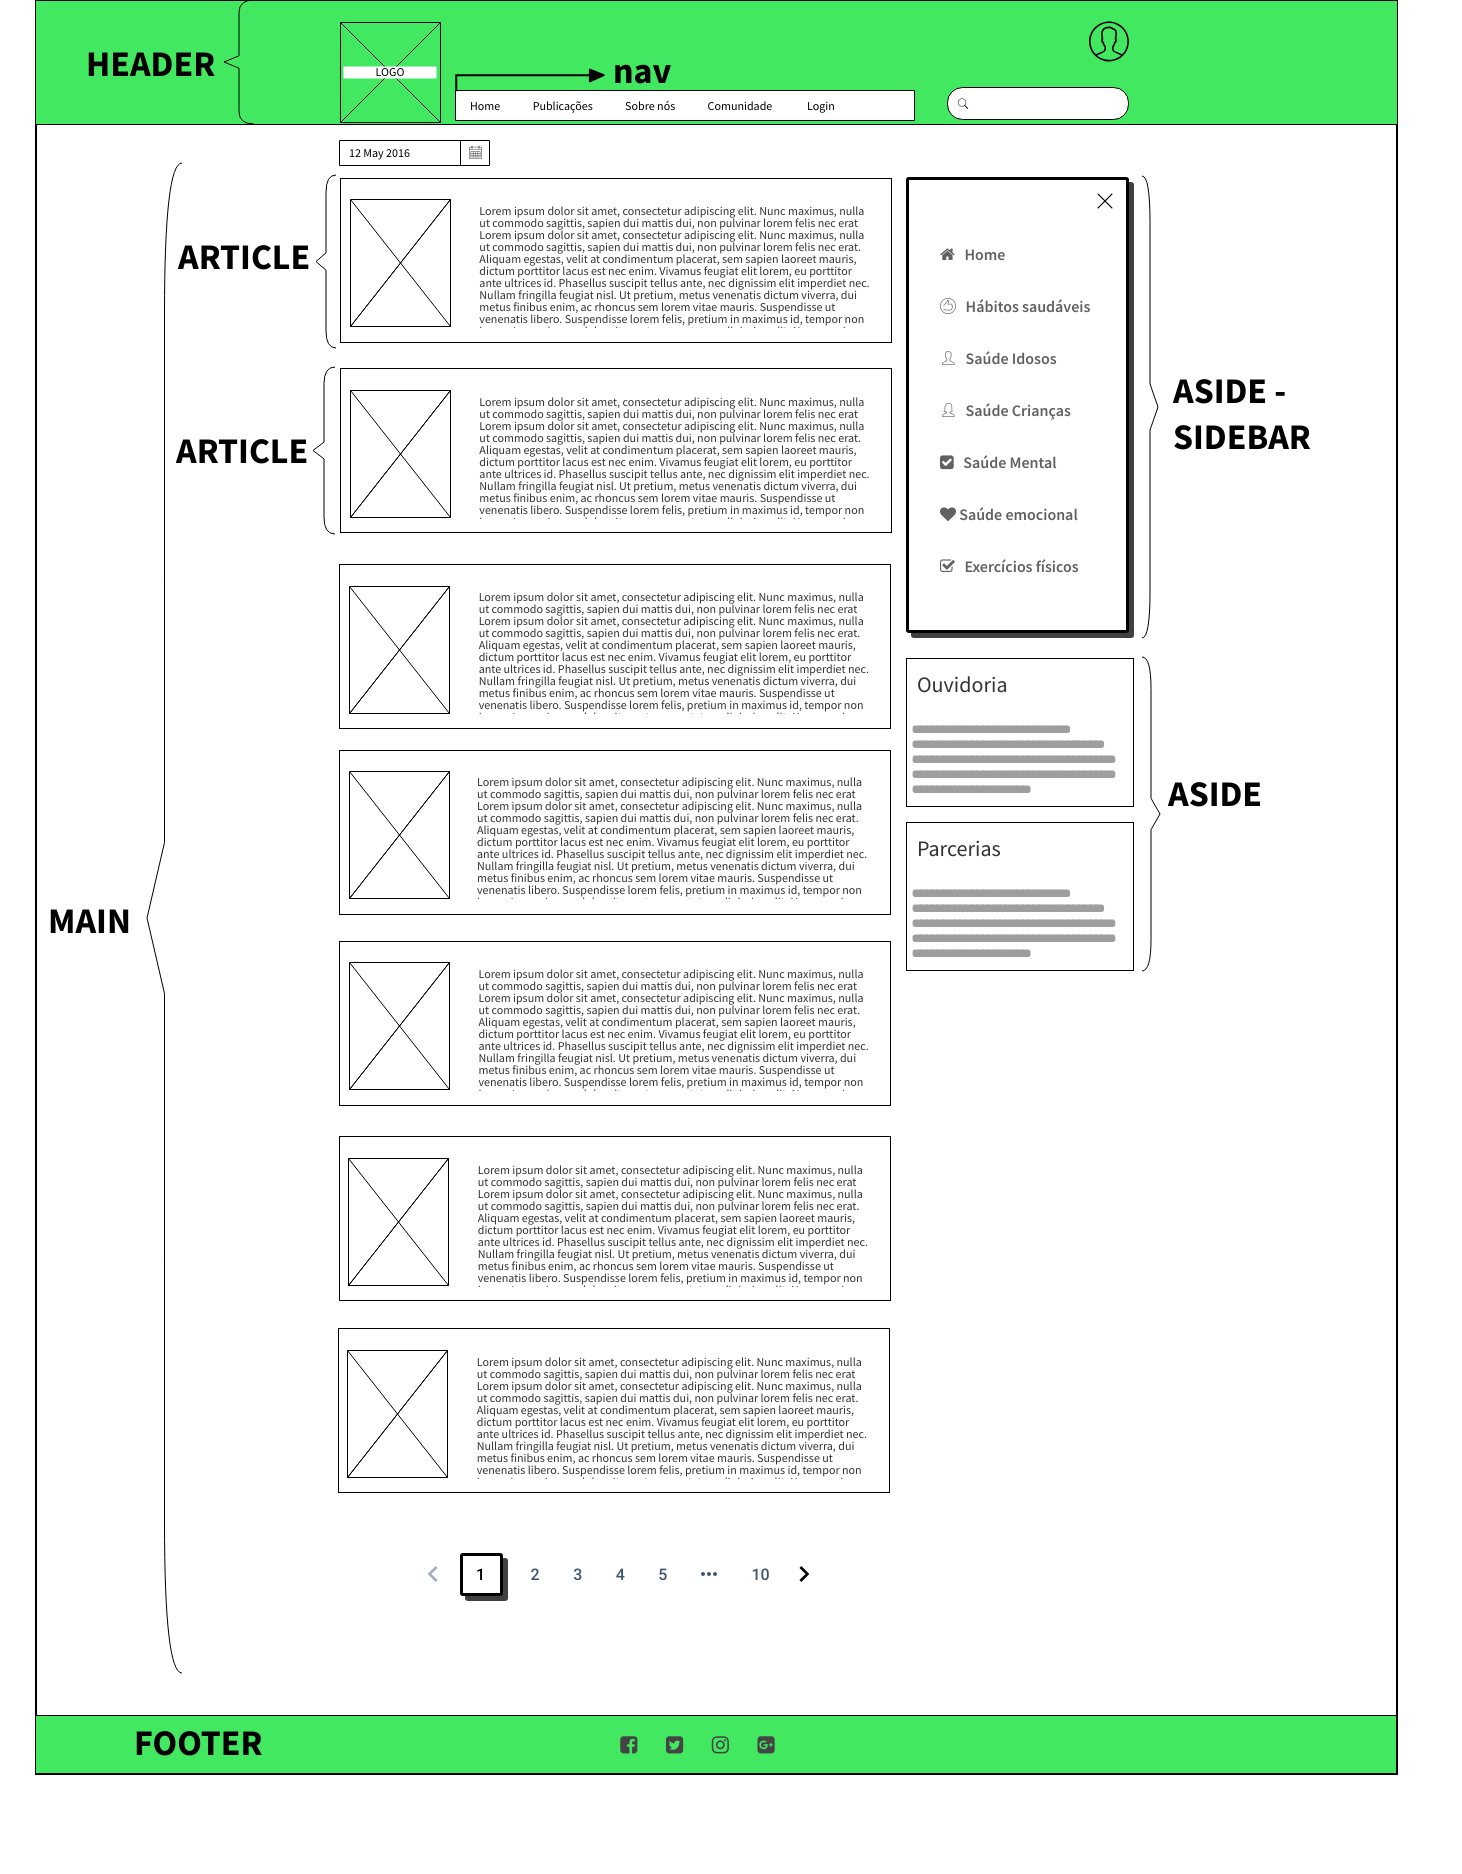 HEADER
LOGO
nav
Home Publicações Sobre nós Comunidade Login
12 May 2016
ARTICLE
Lorem ipsum dolor sit amet, consectetur adipiscing elit. Nunc maximus, nulla
ut commodo sagittis, sapien dui mattis dui, non pulvinar lorem felis nec erat
Lorem ipsum dolor sit amet, consectetur adipiscing elit. Nunc maximus, nulla
ut commodo sagittis, sapien dui mattis dui, non pulvinar lorem felis nec erat.
Aliquam egestas, velit at condimentum placerat, sem sapien laoreet mauris,
dictum porttitor lacus est nec enim. Vivamus feugiat elit lorem, eu porttitor
ante ultrices id. Phasellus suscipit tellus ante, nec dignissim elit imperdiet nec.
Nullam fringilla feugiat nisl. Ut pretium, metus venenatis dictum viverra, dui
metus finibus enim, ac rhoncus sem lorem vitae mauris. Suspendisse ut
venenatis libero. Suspendisse lorem felis, pretium in maximus id, tempor non
ARTICLE
Lorem ipsum dolor sit amet, consectetur adipiscing elit. Nunc maximus, nulla
ut commodo sagittis, sapien dui mattis dui, non pulvinar lorem felis nec erat
Lorem ipsum dolor sit amet, consectetur adipiscing elit. Nunc maximus, nulla
ut commodo sagittis, sapien dui mattis dui, non pulvinar lorem felis nec erat.
Aliquam egestas, velit at condimentum placerat, sem sapien laoreet mauris,
dictum porttitor lacus est nec enim. Vivamus feugiat elit lorem, eu porttitor
ante ultrices id. Phasellus suscipit tellus ante, nec dignissim elit imperdiet nec.
Nullam fringilla feugiat nisl. Ut pretium, metus venenatis dictum viverra, dui
metus finibus enim, ac rhoncus sem lorem vitae mauris. Suspendisse ut
venenatis libero. Suspendisse lorem felis, pretium in maximus id, tempor non
Lorem ipsum dolor sit amet, consectetur adipiscing elit. Nunc maximus, nulla
ut commodo sagittis, sapien dui mattis dui, non pulvinar lorem felis nec erat
Lorem ipsum dolor sit amet, consectetur adipiscing elit. Nunc maximus, nulla
ut commodo sagittis, sapien dui mattis dui, non pulvinar lorem felis nec erat.
Aliquam egestas, velit at condimentum placerat, sem sapien laoreet mauris,
dictum porttitor lacus est nec enim. Vivamus feugiat elit lorem, eu porttitor
ante ultrices id. Phasellus suscipit tellus ante, nec dignissim elit imperdiet nec.
Nullam fringilla feugiat nisl. Ut pretium, metus venenatis dictum viverra, dui
metus finibus enim, ac rhoncus sem lorem vitae mauris. Suspendisse ut
venenatis libero. Suspendisse lorem felis, pretium in maximus id, tempor non
Lorem ipsum dolor sit amet, consectetur adipiscing elit. Nunc maximus, nulla
ut commodo sagittis, sapien dui mattis dui, non pulvinar lorem felis nec erat
Lorem ipsum dolor sit amet, consectetur adipiscing elit. Nunc maximus, nulla
ut commodo sagittis, sapien dui mattis dui, non pulvinar lorem felis nec erat.
Aliquam egestas, velit at condimentum placerat, sem sapien laoreet mauris,
dictum porttitor lacus est nec enim. Vivamus feugiat elit lorem, eu porttitor
ante ultrices id. Phasellus suscipit tellus ante, nec dignissim elit imperdiet nec.
Nullam fringilla feugiat nisl. Ut pretium, metus venenatis dictum viverra, dui
metus finibus enim, ac rhoncus sem lorem vitae mauris. Suspendisse ut
venenatis libero. Suspendisse lorem felis, pretium in maximus id, tempor non
MAIN
Lorem ipsum dolor sit amet, consectetur adipiscing elit. Nunc maximus, nulla
ut commodo sagittis, sapien dui mattis dui, non pulvinar lorem felis nec erat
Lorem ipsum dolor sit amet, consectetur adipiscing elit. Nunc maximus, nulla
ut commodo sagittis, sapien dui mattis dui, non pulvinar lorem felis nec erat.
Aliquam egestas, velit at condimentum placerat, sem sapien laoreet mauris,
dictum porttitor lacus est nec enim. Vivamus feugiat elit lorem, eu porttitor
ante ultrices id. Phasellus suscipit tellus ante, nec dignissim elit imperdiet nec.
Nullam fringilla feugiat nisl. Ut pretium, metus venenatis dictum viverra, dui
metus finibus enim, ac rhoncus sem lorem vitae mauris. Suspendisse ut
venenatis libero. Suspendisse lorem felis, pretium in maximus id, tempor non
Lorem ipsum dolor sit amet, consectetur adipiscing elit. Nunc maximus, nulla
ut commodo sagittis, sapien dui mattis dui, non pulvinar lorem felis nec erat
Lorem ipsum dolor sit amet, consectetur adipiscing elit. Nunc maximus, nulla
ut commodo sagittis, sapien dui mattis dui, non pulvinar lorem felis nec erat.
Aliquam egestas, velit at condimentum placerat, sem sapien laoreet mauris,
dictum porttitor lacus est nec enim. Vivamus feugiat elit lorem, eu porttitor
ante ultrices id. Phasellus suscipit tellus ante, nec dignissim elit imperdiet nec.
Nullam fringilla feugiat nisl. Ut pretium, metus venenatis dictum viverra, dui
metus finibus enim, ac rhoncus sem lorem vitae mauris. Suspendisse ut
venenatis libero. Suspendisse lorem felis, pretium in maximus id, tempor non
Lorem ipsum dolor sit amet, consectetur adipiscing elit. Nunc maximus, nulla
ut commodo sagittis, sapien dui mattis dui, non pulvinar lorem felis nec erat
Lorem ipsum dolor sit amet, consectetur adipiscing elit. Nunc maximus, nulla
ut commodo sagittis, sapien dui mattis dui, non pulvinar lorem felis nec erat.
Aliquam egestas, velit at condimentum placerat, sem sapien laoreet mauris,
dictum porttitor lacus est nec enim. Vivamus feugiat elit lorem, eu porttitor
ante ultrices id. Phasellus suscipit tellus ante, nec dignissim elit imperdiet nec.
Nullam fringilla feugiat nisl. Ut pretium, metus venenatis dictum viverra, dui
metus finibus enim, ac rhoncus sem lorem vitae mauris. Suspendisse ut
venenatis libero. Suspendisse lorem felis, pretium in maximus id, tempor non
Home
Hábitos saudáveis
Saúde Idosos
Saúde Crianças
Saúde Mental
Saúde emocional
Exercícios físicos
ASIDE -
SIDEBAR
Ouvidoria
Parcerias
ASIDE
1 2 3 4 5 ••• 10
FOOTER